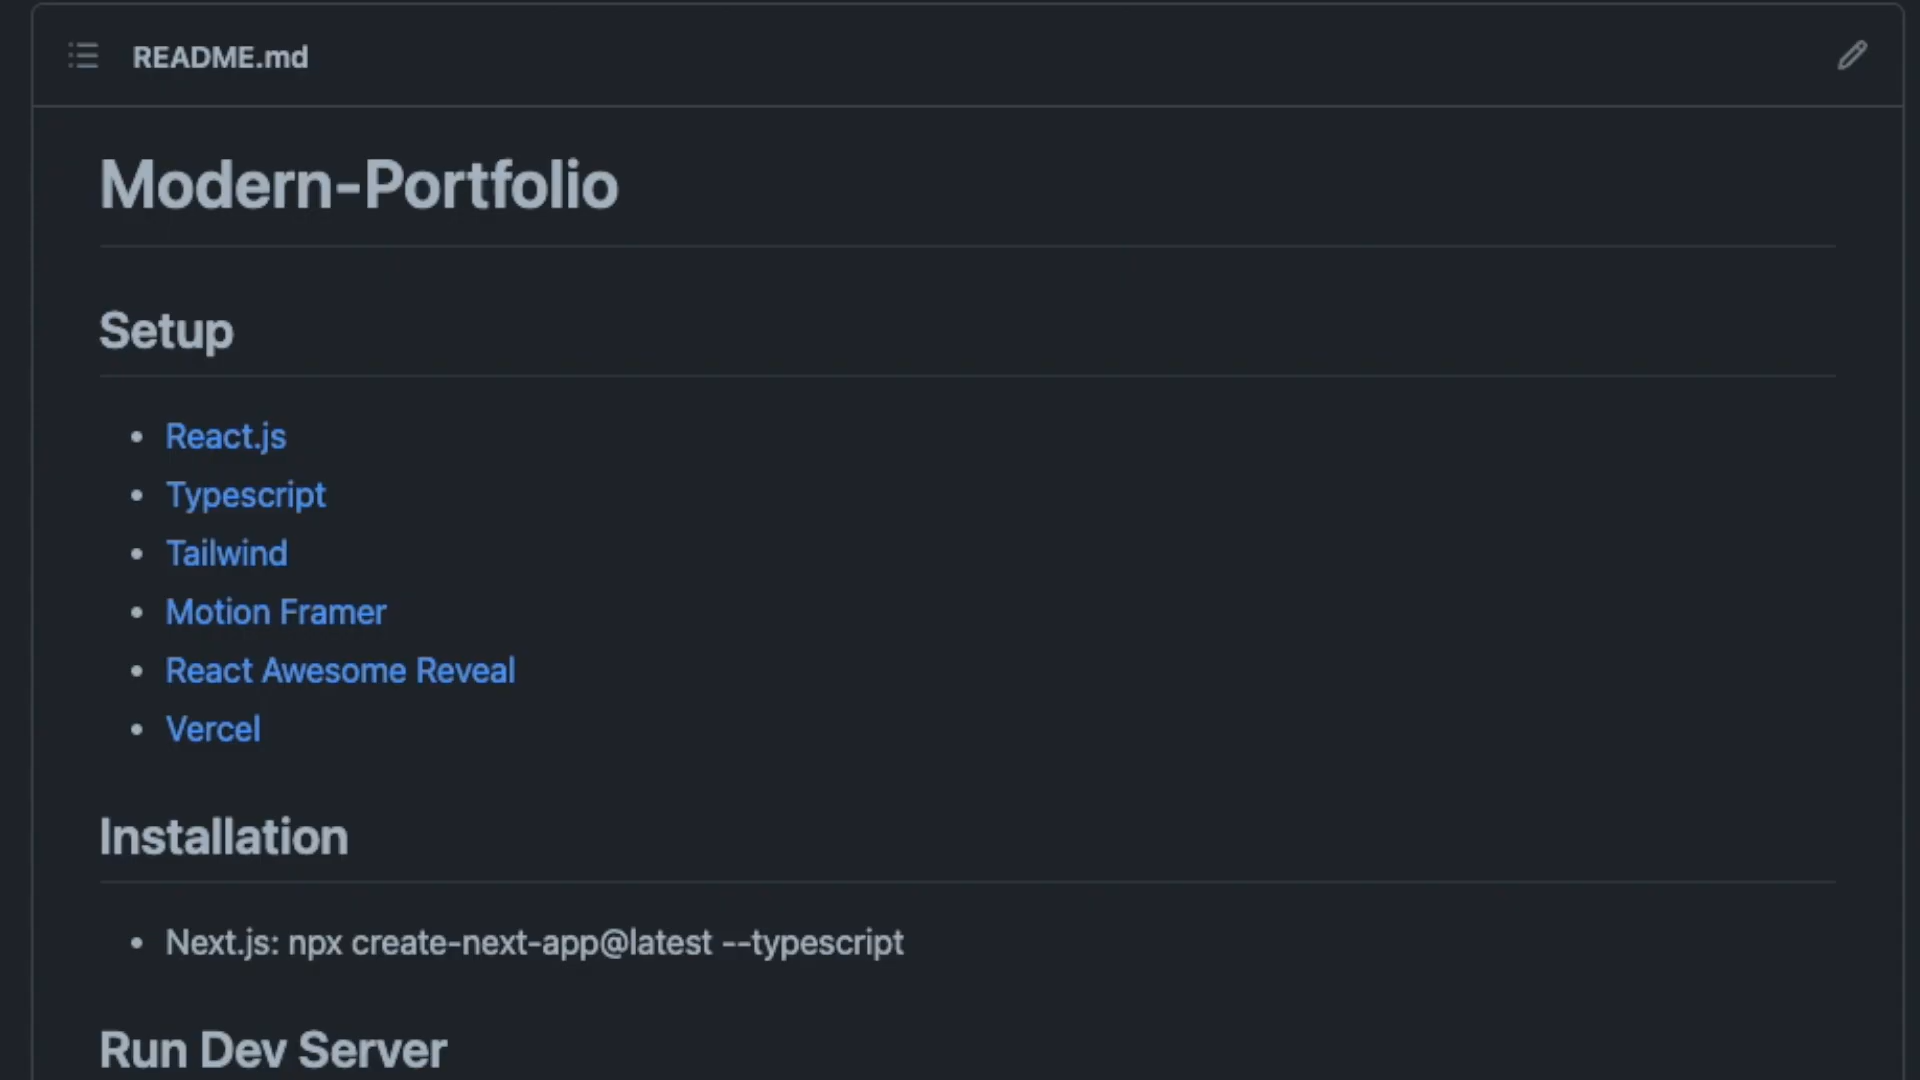 README.md
Modern-Portfolio
Setup
React.js
Typescript
Tailwind
Motion Framer
React Awesome Reveal
Vercel
Installation
Next.js: npx create-next-app@latest --typescript
Run Dev Server